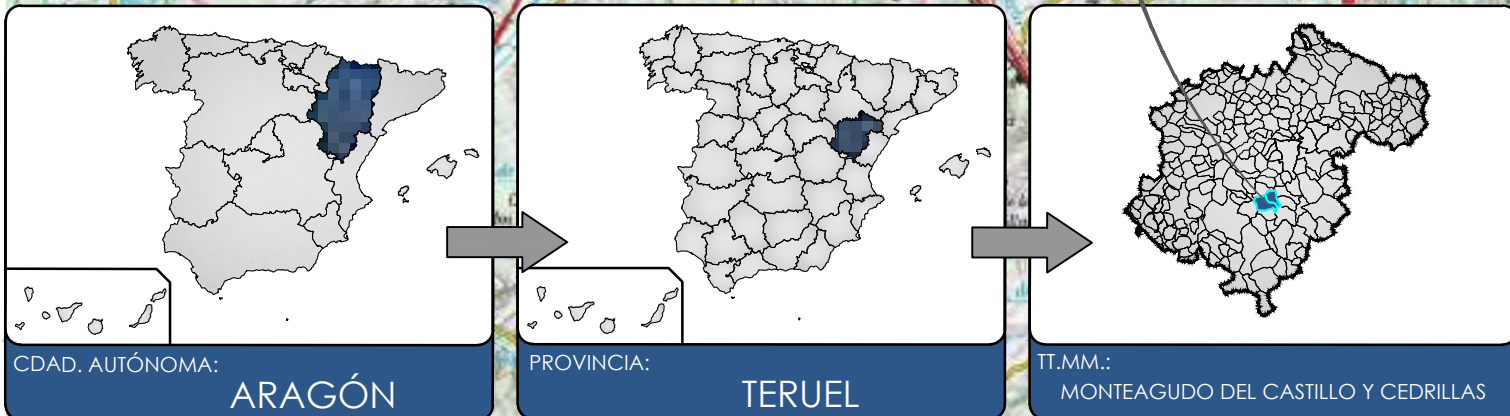 CDAD. AUTÓNOMA:
ARAGÓN
PROVINCIA:
TERUEL
TT.MM.:
MONTEAGUDO DEL CASTILLO Y CEDRILLAS